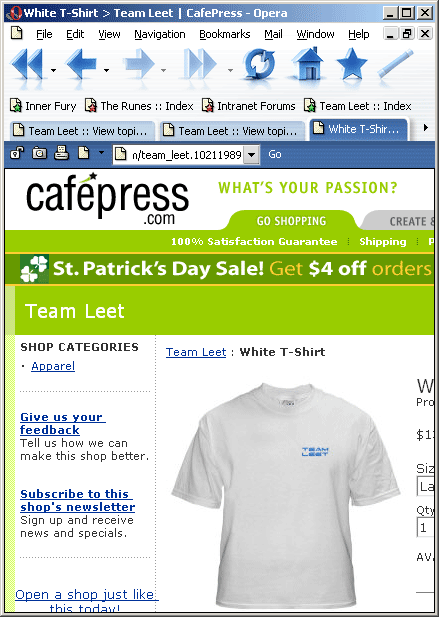 White T-Shirt > Team Leet | CafePress - Opera
File Edit View Navigation Bookmarks Mail Window
Inner Fury The Runes :: Index Intranet Forums Team Leet :: Index
Team Leet :: View topi... Team Leet :: View topi... White T-Shir...
n/team_leet.10211989 Go
cafépress
.com
WHAT'S YOUR PASSION?
GO SHOPPING CREATE &
100% Satisfaction Guarantee Shipping P
St. Patrick's Day Sale! Get $4 off orders
Team Leet
SHOP CATEGORIES
· Apparel
Give us your
feedback
Tell us how we can
make this shop better.
Subscribe to this
shop's newsletter
Sign up and receive
news and specials.
Open a shop just like
this today!
Team Leet : White T-Shirt
TEAM
LEET
W
Pro
$1
Siz
La
Qty
1
AVA